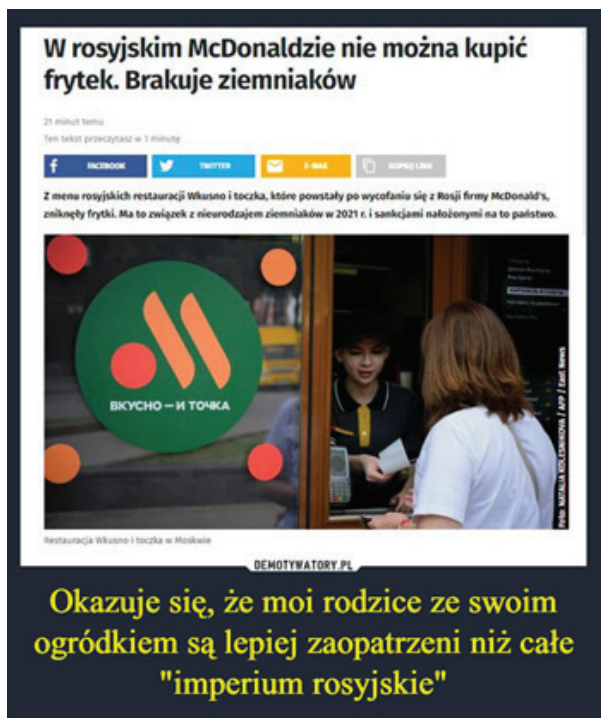 W rosyjskim McDonaldzie nie można kupić
frytek. Brakuje ziemniaków
21 minut temu
Ten tekst przeczytasz w 1 minutę
FACEBOOK TWITTER E-MAIL KOPIUJ LINK
Z menu rosyjskich restauracji Wkusno i toczka, które powstały po wycofaniu się z Rosji firmy McDonald's,
zniknęły frytki. Ma to związek z nieurodzajem ziemniaków w 2021 r. i sankcjami nałożonymi na to państwo.
ВКУСНО — И ТОЧКА
Foto: NATALIA KOLESNIKOVA / AFP / East News
Restauracja Wkusno i toczka w Moskwie
DEMOTYWATORY.PL
Okazuje się, że moi rodzice ze swoim
ogródkiem są lepiej zaopatrzeni niż całe
"imperium rosyjskie"